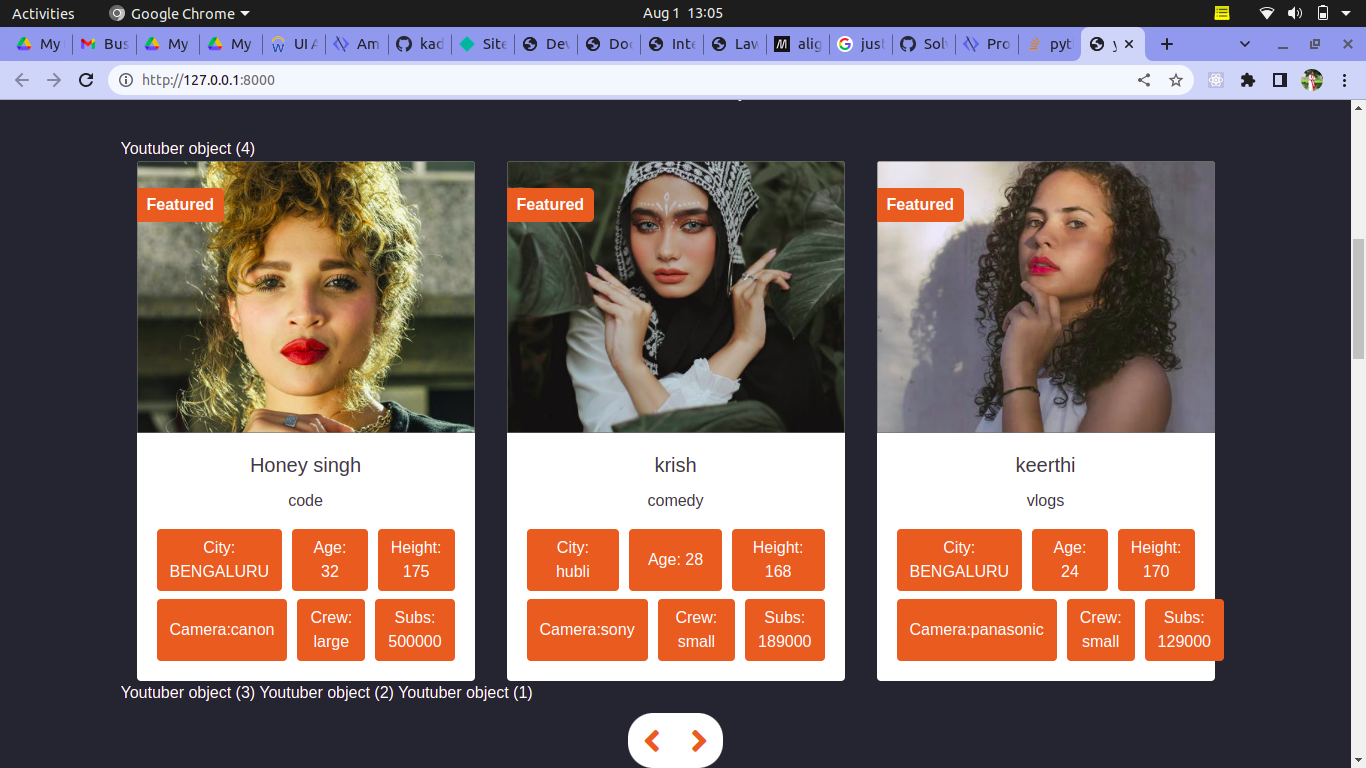 Activities Google Chrome Aug 1 13:05
My Bus My My UI A Am kad Site Dev Doc Inte Law alig just Solv Pro pyt y
http://127.0.0.1:8000
Youtuber object (4)
Featured Featured Featured
Honey singh krish keerthi
code comedy vlogs
City: Age: Height: City: Age: 28 Height: City: Age: Height:
BENGALURU 32 175 hubli 168 BENGALURU 24 170
Camera:canon Crew: Subs: Camera:sony Crew: Subs: Camera:panasonic Crew: Subs:
large 500000 small 189000 small 129000
Youtuber object (3) Youtuber object (2) Youtuber object (1)